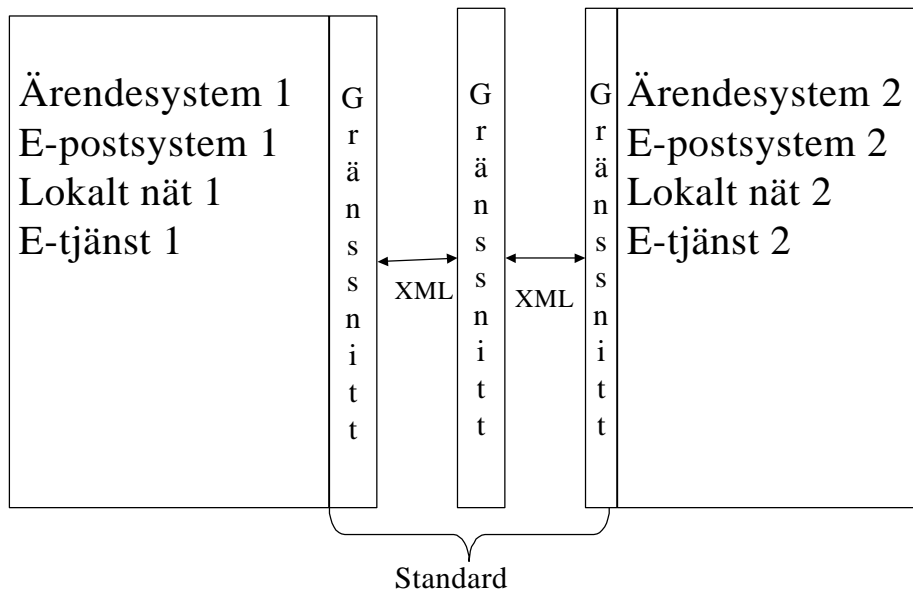 Ärendesystem 1
E-postsystem 1
Lokalt nät 1
E-tjänst 1
Gränssnitt
XML
Gränssnitt
XML
Gränssnitt
Ärendesystem 2
E-postsystem 2
Lokalt nät 2
E-tjänst 2
Standard